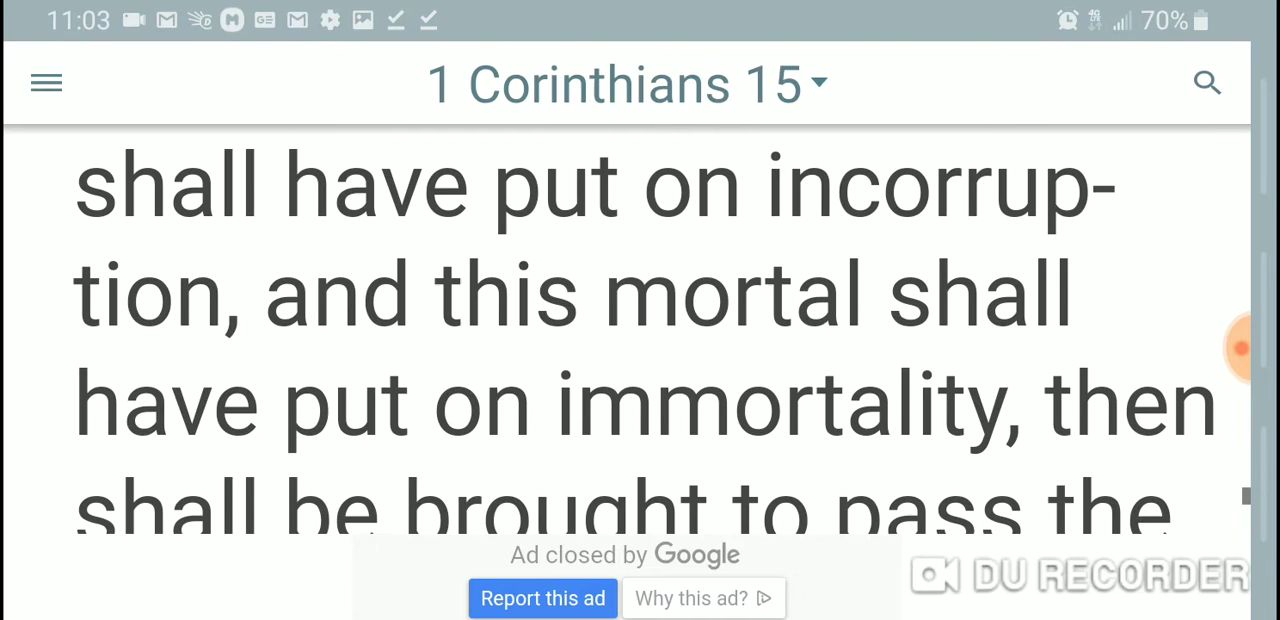 11:03 70%
1 Corinthians 15
shall have put on incorrup-
tion, and this mortal shall
have put on immortality, then
shall be brought to pass the
Ad closed by Google
Report this ad Why this ad?
DU RECORDER